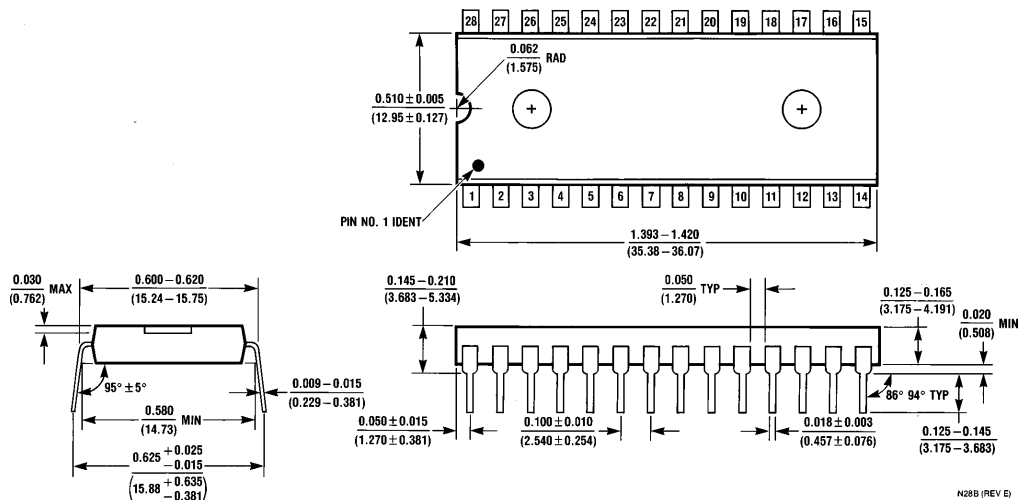 28 27 26 25 24 23 22 21 20 19 18 17 16 15
0.062
(1.575)
RAD
0.510 ± 0.005
(12.95 ± 0.127)
PIN NO. 1 IDENT
1 2 3 4 5 6 7 8 9 10 11 12 13 14
1.393 – 1.420
(35.38 – 36.07)
0.030
(0.762)
MAX
0.600 – 0.620
(15.24 – 15.75)
95° ± 5°
0.580
(14.73)
MIN
0.009 – 0.015
(0.229 – 0.381)
0.625 +0.025
−0.015
(15.88 +0.635
−0.381)
0.145 – 0.210
(3.683 – 5.334)
0.050
(1.270)
TYP
0.125 – 0.165
(3.175 – 4.191)
0.020
(0.508)
MIN
86° 94° TYP
0.050 ± 0.015
(1.270 ± 0.381)
0.100 ± 0.010
(2.540 ± 0.254)
0.018 ± 0.003
(0.457 ± 0.076)
0.125 – 0.145
(3.175 – 3.683)
N28B (REV E)